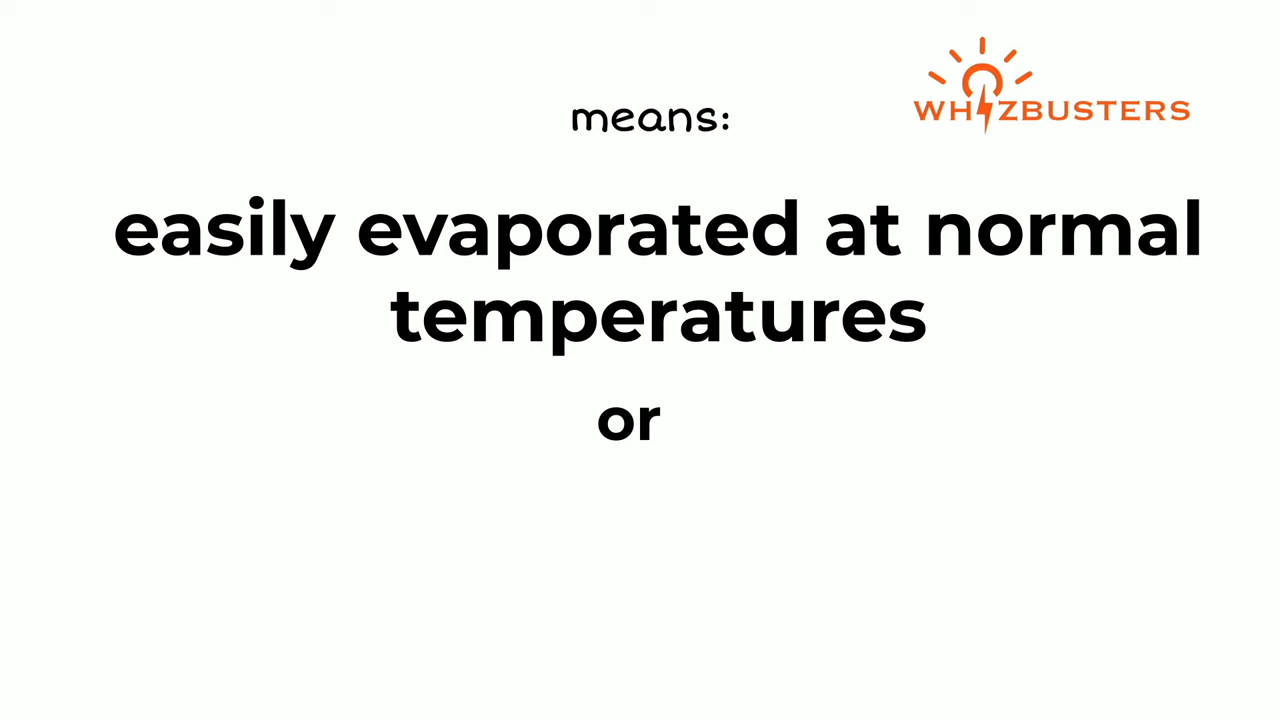 means:
WHIZBUSTERS
easily evaporated at normal
temperatures
or